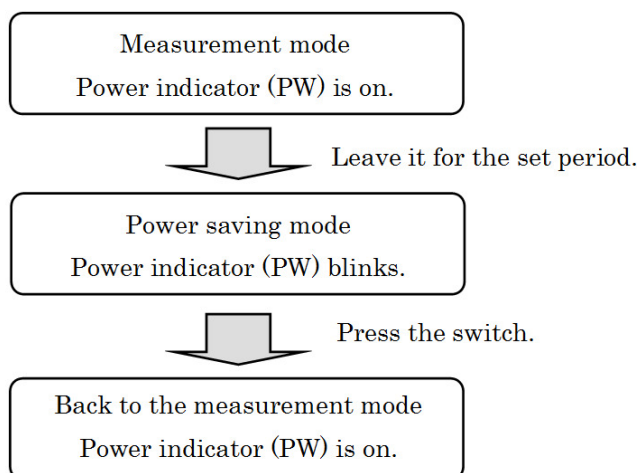 Measurement mode
Power indicator (PW) is on.
Leave it for the set period.
Power saving mode
Power indicator (PW) blinks.
Press the switch.
Back to the measurement mode
Power indicator (PW) is on.